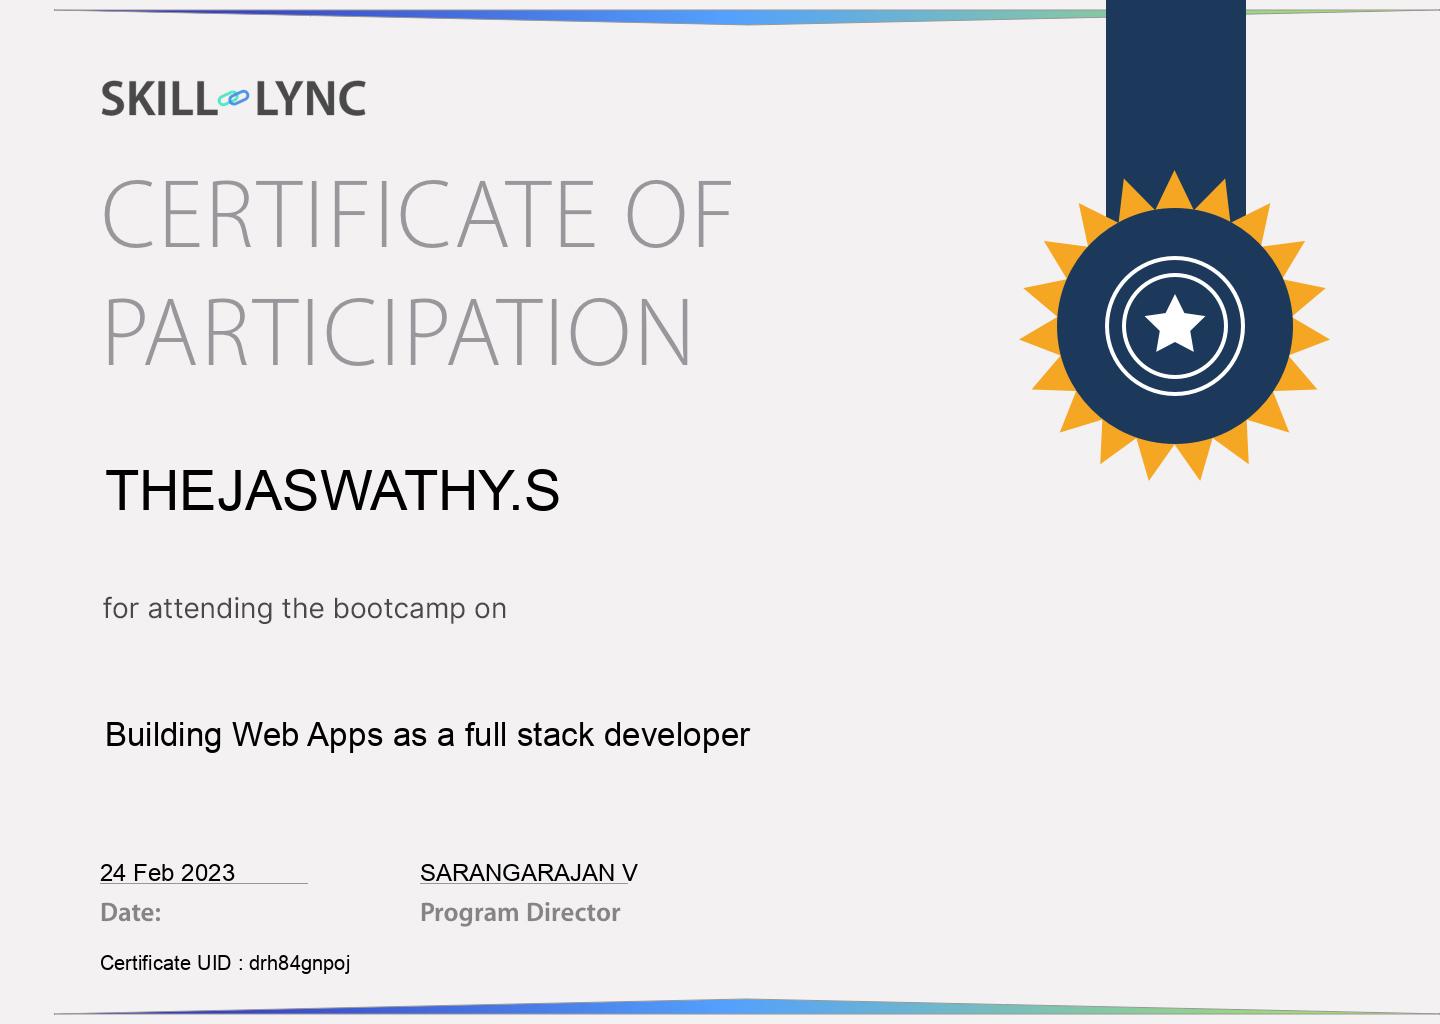 SKILL LYNC
CERTIFICATE OF
PARTICIPATION
THEJASWATHY.S
for attending the bootcamp on
Building Web Apps as a full stack developer
24 Feb 2023 SARANGARAJAN V
Date: Program Director
Certificate UID : drh84gnpoj